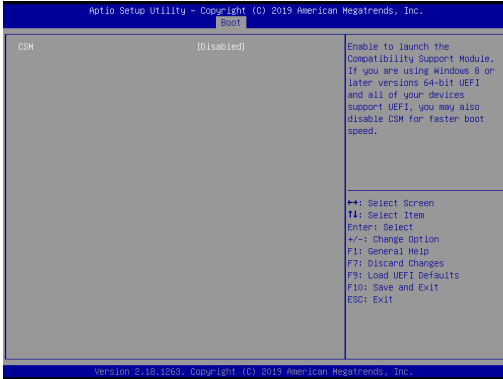 Aptio Setup Utility – Copyright (C) 2019 American Megatrends, Inc.
Boot
CSM [Disabled]
Enable to launch the
Compatibility Support Module.
If you are using Windows 8 or
later versions 64-bit UEFI
and all of your devices
support UEFI, you may also
disable CSM for faster boot
speed.
↔: Select Screen
↑↓: Select Item
Enter: Select
+/-: Change Option
F1: General Help
F7: Discard Changes
F9: Load UEFI Defaults
F10: Save and Exit
ESC: Exit
Version 2.18.1263. Copyright (C) 2019 American Megatrends, Inc.